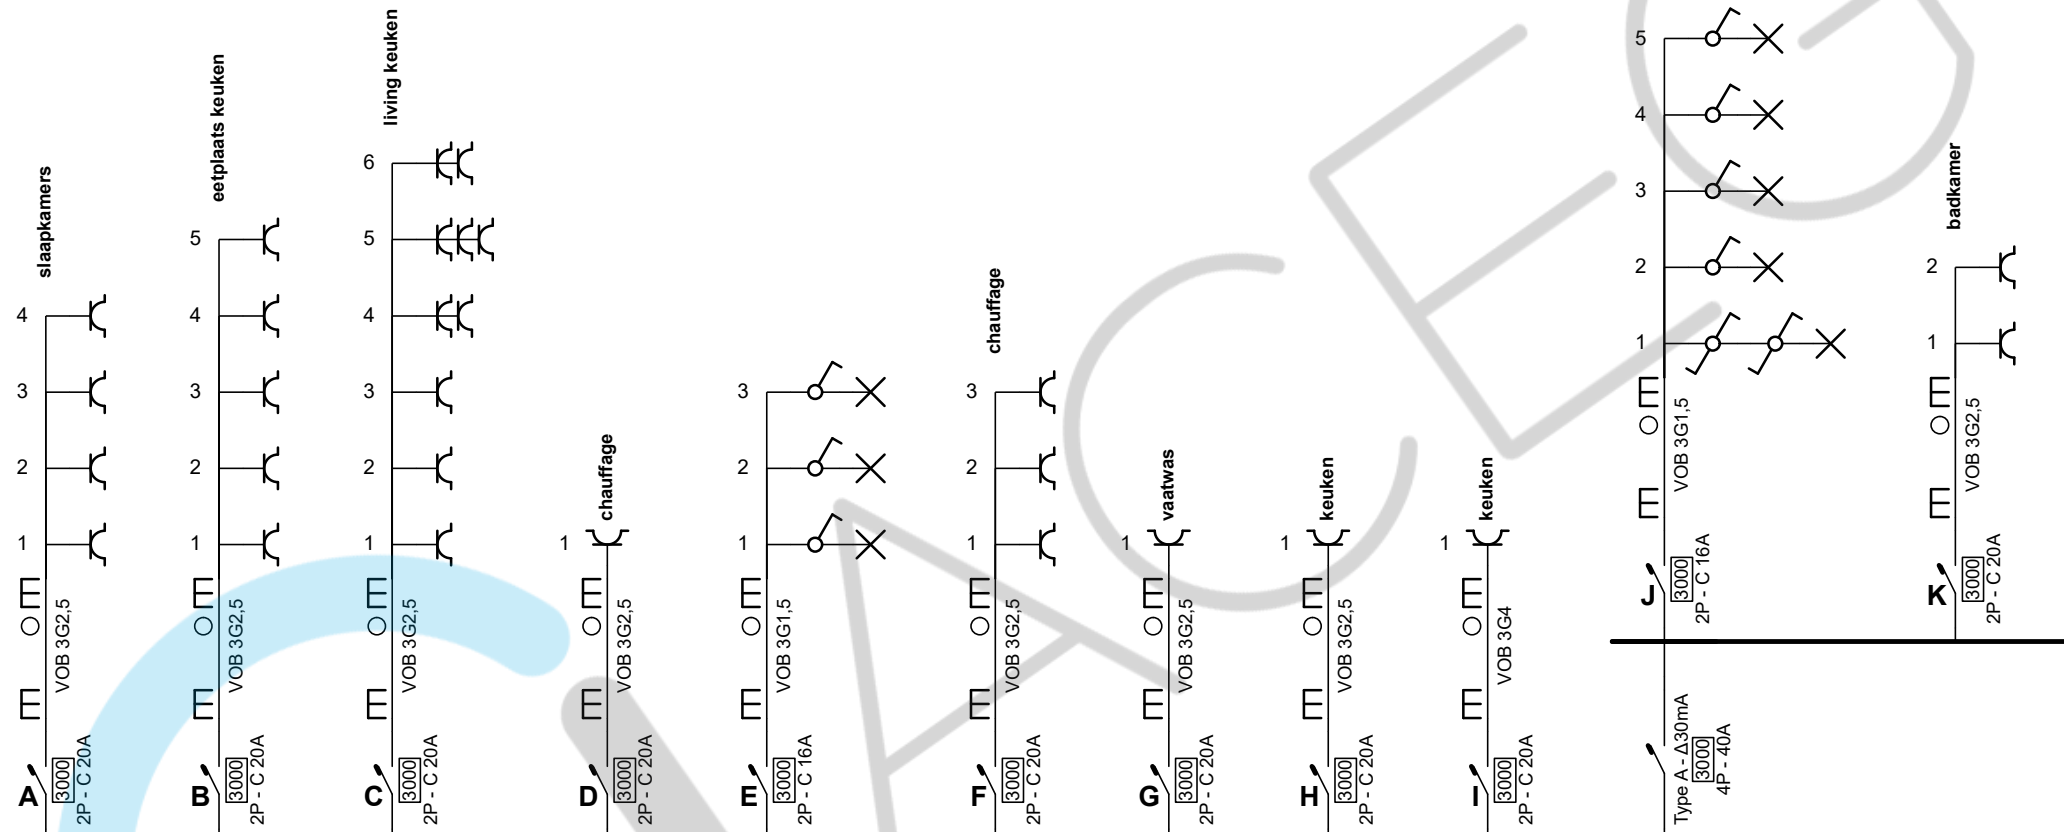 slaapkamers
4
3
2
1
VOB 3G2,5
A
3000
2P - C 20A
eetplaats keuken
5
4
3
2
1
VOB 3G2,5
B
3000
2P - C 20A
living keuken
6
5
4
3
2
1
VOB 3G2,5
C
3000
2P - C 20A
chauffage
1
VOB 3G2,5
D
3000
2P - C 20A
3
2
1
VOB 3G1,5
E
3000
2P - C 16A
chauffage
3
2
1
VOB 3G2,5
F
3000
2P - C 20A
vaatwas
1
VOB 3G2,5
G
3000
2P - C 20A
keuken
1
VOB 3G2,5
H
3000
2P - C 20A
keuken
1
VOB 3G4
I
3000
2P - C 20A
5
4
3
2
1
VOB 3G1,5
J
3000
2P - C 16A
badkamer
2
1
VOB 3G2,5
K
3000
2P - C 20A
Type A - Δ30mA
3000
4P - 40A
ACEG